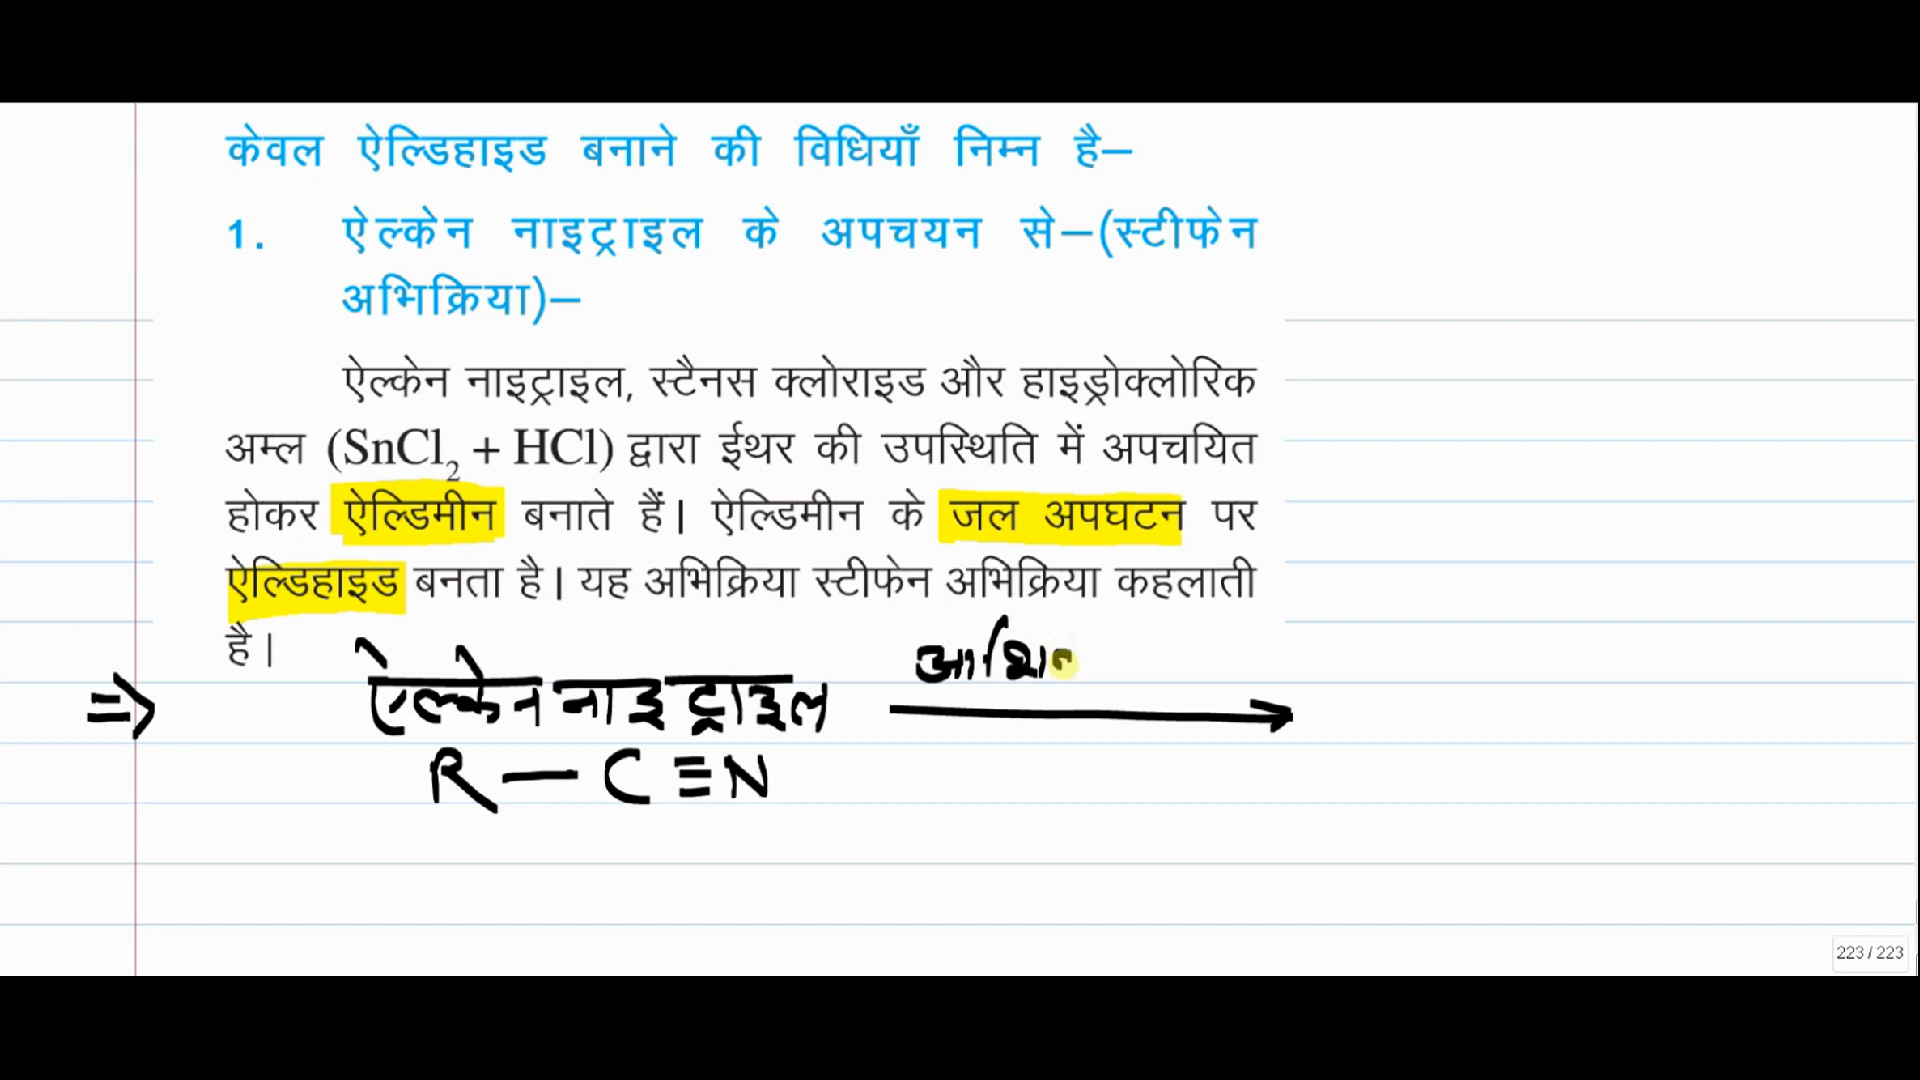 केवल ऐल्डिहाइड बनाने की विधियाँ निम्न है–
1. ऐल्केन नाइट्राइल के अपचयन से–(स्टीफेन
अभिक्रिया)–
ऐल्केन नाइट्राइल, स्टैनस क्लोराइड और हाइड्रोक्लोरिक
अम्ल (SnCl₂ + HCl) द्वारा ईथर की उपस्थिति में अपचयित
होकर ऐल्डिमीन बनाते हैं। ऐल्डिमीन के जल अपघटन पर
ऐल्डिहाइड बनता है। यह अभिक्रिया स्टीफेन अभिक्रिया कहलाती
है।
⇒ ऐल्केन नाइट्राइल
R — C ≡ N
223 / 223